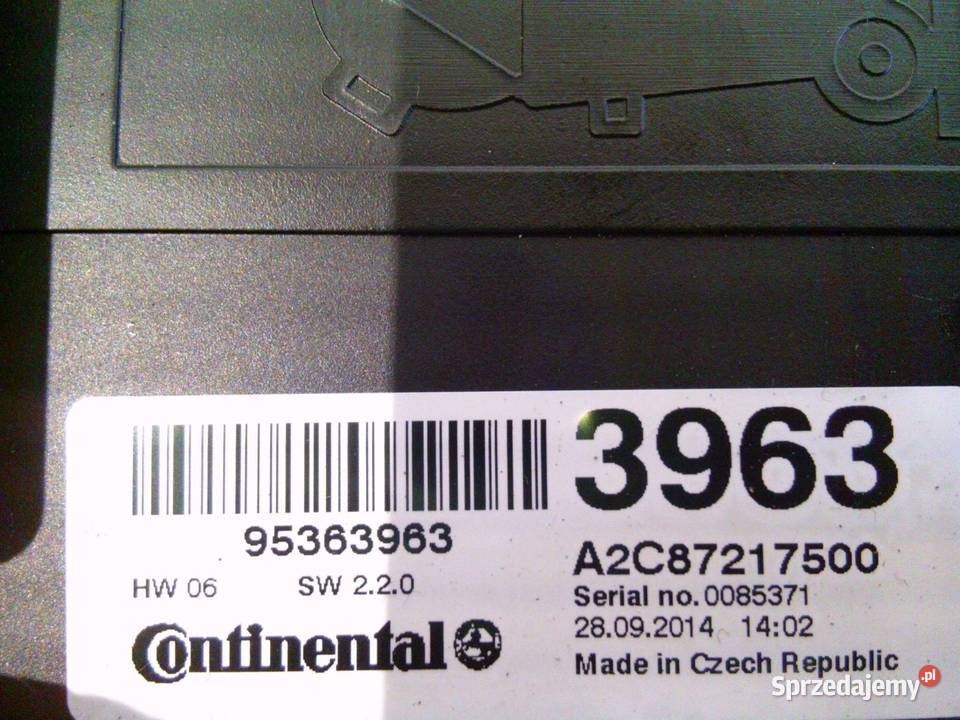 3963
95363963
HW 06 SW 2.2.0
Continental
A2C87217500
Serial no. 0085371
28.09.2014 14:02
Made in Czech Republic
Sprzedajemy.pl